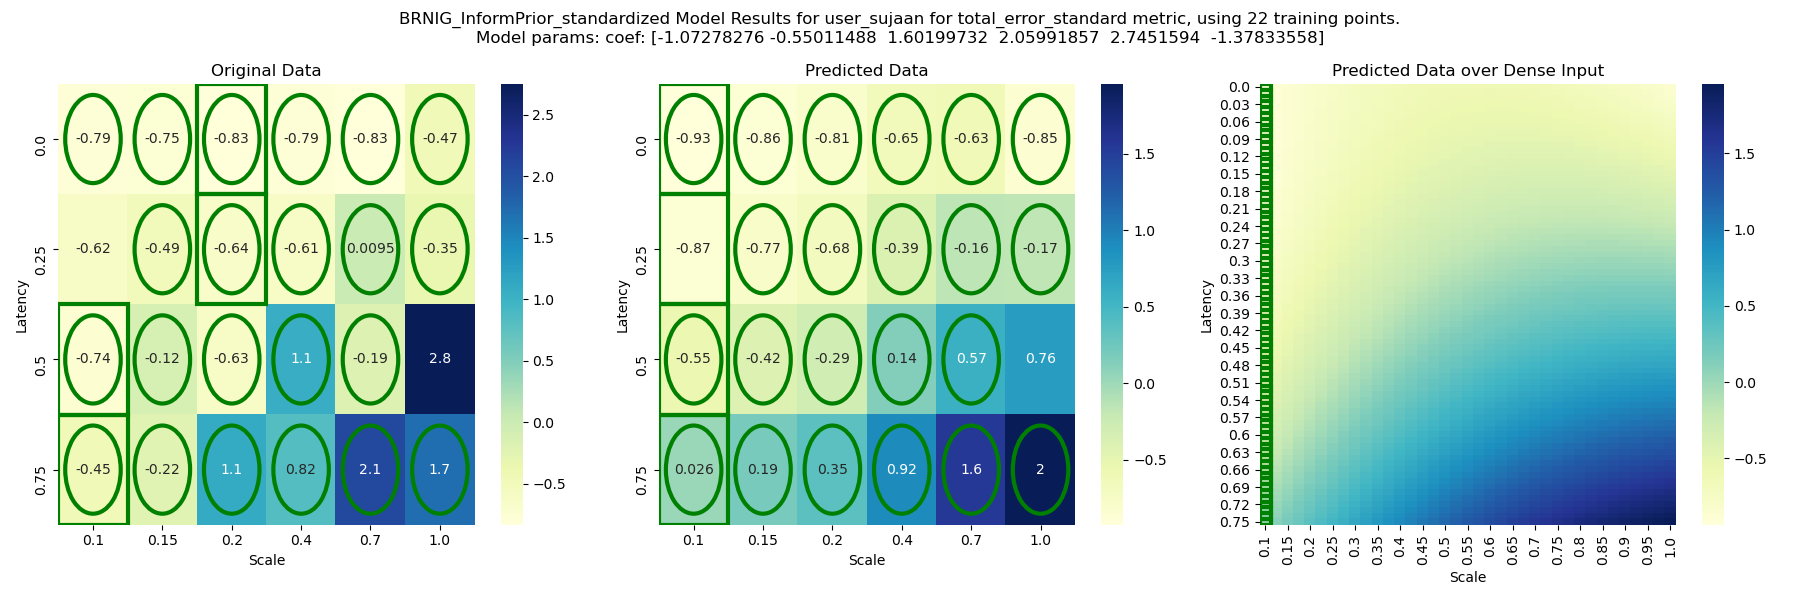 BRNIG_InformPrior_standardized Model Results for user_sujaan for total_error_standard metric, using 22 training points.
Model params: coef: [-1.07278276 -0.55011488  1.60199732  2.05991857  2.7451594  -1.37833558]
Original Data
-0.79 -0.75 -0.83 -0.79 -0.83 -0.47
-0.62 -0.49 -0.64 -0.61 0.0095 -0.35
-0.74 -0.12 -0.63 1.1 -0.19 2.8
-0.45 -0.22 1.1 0.82 2.1 1.7
0.0
0.25
0.5
0.75
Latency
0.1 0.15 0.2 0.4 0.7 1.0
Scale
2.5
2.0
1.5
1.0
0.5
0.0
−0.5
Predicted Data
-0.93 -0.86 -0.81 -0.65 -0.63 -0.85
-0.87 -0.77 -0.68 -0.39 -0.16 -0.17
-0.55 -0.42 -0.29 0.14 0.57 0.76
0.026 0.19 0.35 0.92 1.6 2
0.0
0.25
0.5
0.75
Latency
0.1 0.15 0.2 0.4 0.7 1.0
Scale
1.5
1.0
0.5
0.0
−0.5
Predicted Data over Dense Input
0.0
0.03
0.06
0.09
0.12
0.15
0.18
0.21
0.24
0.27
0.3
0.33
0.36
0.39
0.42
0.45
0.48
0.51
0.54
0.57
0.6
0.63
0.66
0.69
0.72
0.75
Latency
0.1 0.15 0.2 0.25 0.3 0.35 0.4 0.45 0.5 0.55 0.6 0.65 0.7 0.75 0.8 0.85 0.9 0.95 1.0
Scale
1.5
1.0
0.5
0.0
−0.5